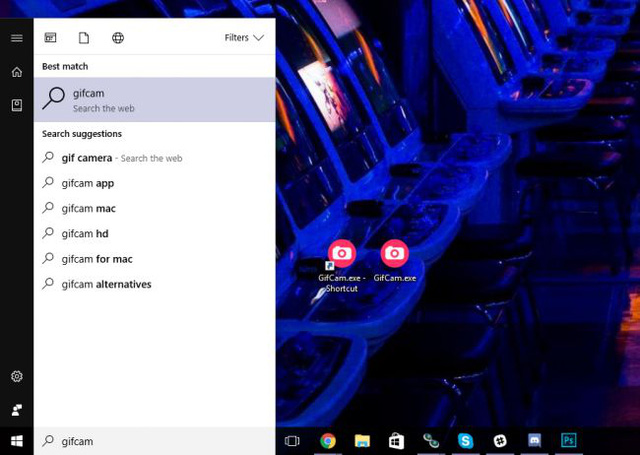 Filters
Best match
gifcam
Search the web
Search suggestions
gif camera - Search the web
gifcam app
gifcam mac
gifcam hd
gifcam for mac
gifcam alternatives
GifCam.exe -
Shortcut
GifCam.exe
gifcam
Ps